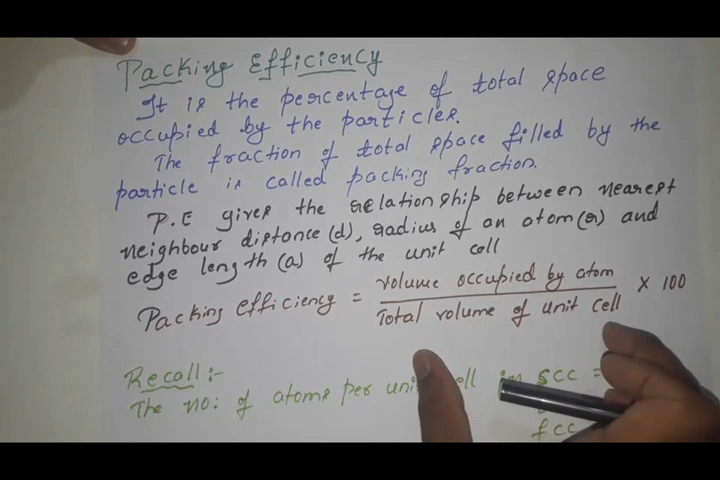 Packing Efficiency
It is the percentage of total space
occupied by the particles.
The fraction of total space filled by the
particle is called packing fraction.
P.E gives the relationship between nearest
neighbour distance (d), radius of an atom (r) and
edge length (a) of the unit cell
Packing efficiency = volume occupied by atom / Total volume of unit cell × 100
Recall :-
The no: of atoms per unit cell in SCC =
fcc